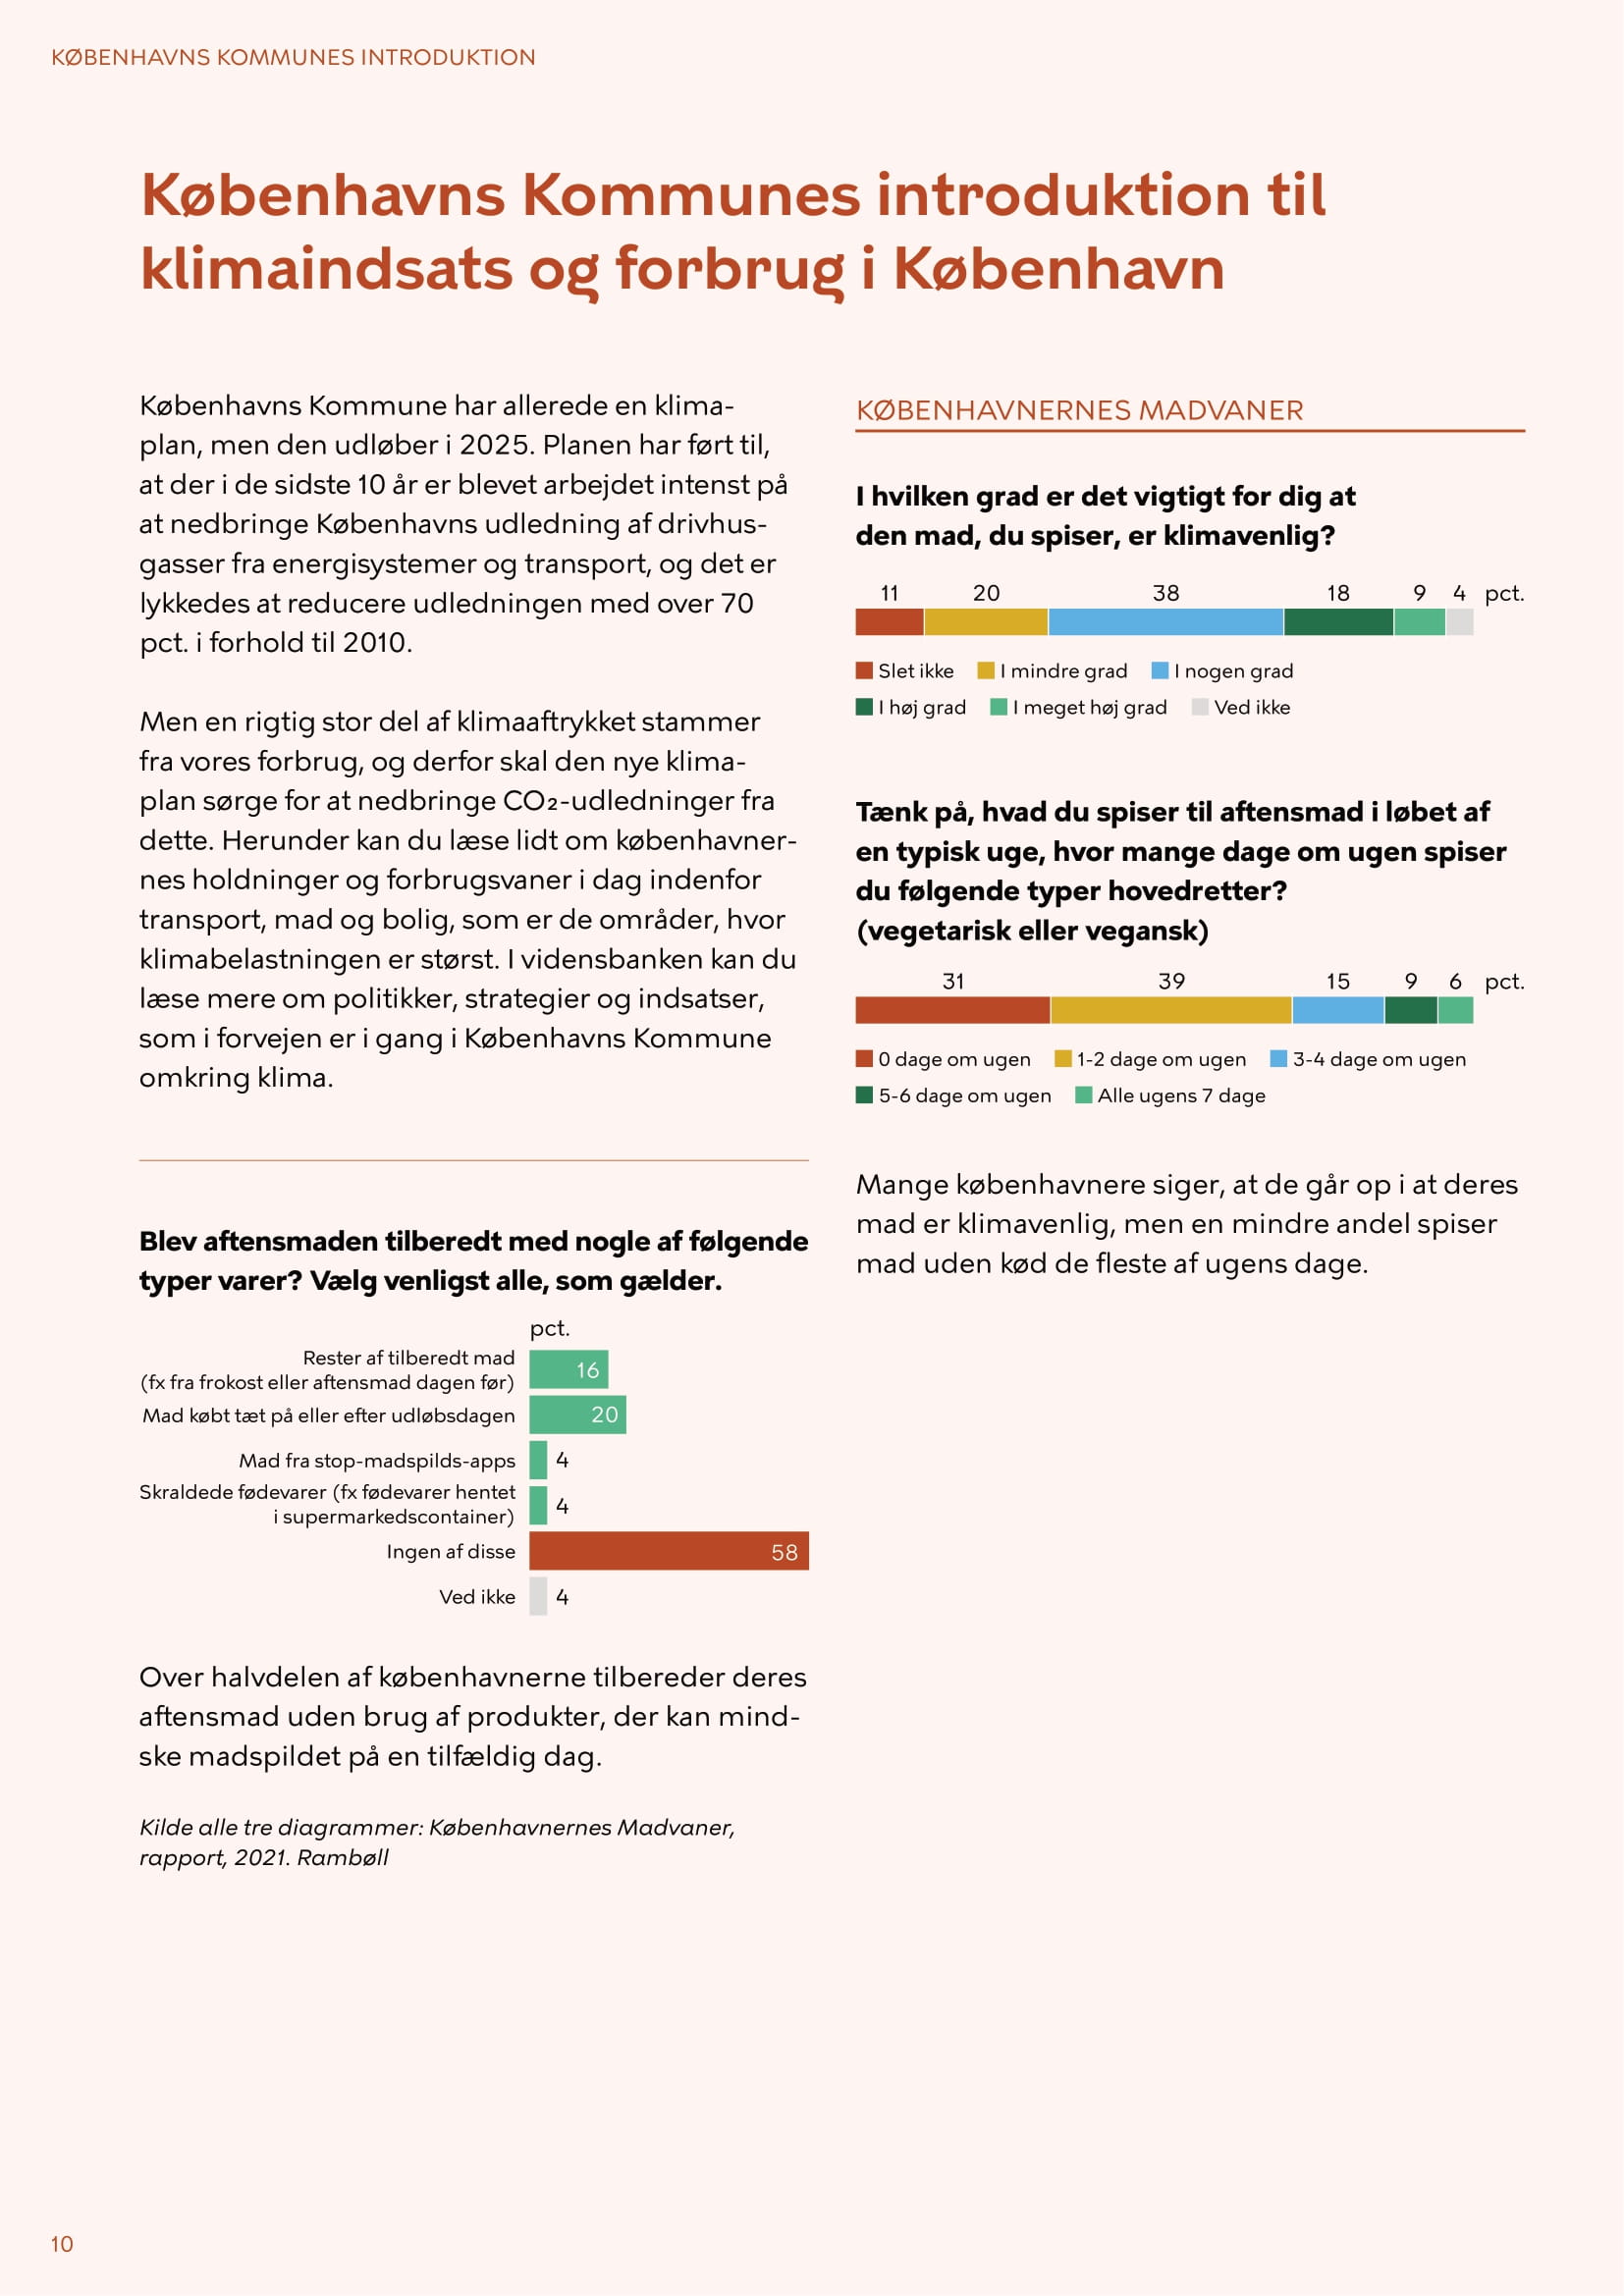 KØBENHAVNS KOMMUNES INTRODUKTION
Københavns Kommunes introduktion til
klimaindsats og forbrug i København
Københavns Kommune har allerede en klima-
plan, men den udløber i 2025. Planen har ført til,
at der i de sidste 10 år er blevet arbejdet intenst på
at nedbringe Københavns udledning af drivhus-
gasser fra energisystemer og transport, og det er
lykkedes at reducere udledningen med over 70
pct. i forhold til 2010.
Men en rigtig stor del af klimaaftrykket stammer
fra vores forbrug, og derfor skal den nye klima-
plan sørge for at nedbringe CO₂-udledninger fra
dette. Herunder kan du læse lidt om københavner-
nes holdninger og forbrugsvaner i dag indenfor
transport, mad og bolig, som er de områder, hvor
klimabelastningen er størst. I vidensbanken kan du
læse mere om politikker, strategier og indsatser,
som i forvejen er i gang i Københavns Kommune
omkring klima.
Blev aftensmaden tilberedt med nogle af følgende
typer varer? Vælg venligst alle, som gælder.
pct.
Rester af tilberedt mad
(fx fra frokost eller aftensmad dagen før) 16
Mad købt tæt på eller efter udløbsdagen 20
Mad fra stop-madspilds-apps 4
Skraldede fødevarer (fx fødevarer hentet
i supermarkedscontainer) 4
Ingen af disse 58
Ved ikke 4
Over halvdelen af københavnerne tilbereder deres
aftensmad uden brug af produkter, der kan mind-
ske madspildet på en tilfældig dag.
Kilde alle tre diagrammer: Københavnernes Madvaner,
rapport, 2021. Rambøll
KØBENHAVNERNES MADVANER
I hvilken grad er det vigtigt for dig at
den mad, du spiser, er klimavenlig?
11 20 38 18 9 4 pct.
Slet ikke I mindre grad I nogen grad
I høj grad I meget høj grad Ved ikke
Tænk på, hvad du spiser til aftensmad i løbet af
en typisk uge, hvor mange dage om ugen spiser
du følgende typer hovedretter?
(vegetarisk eller vegansk)
31 39 15 9 6 pct.
0 dage om ugen 1-2 dage om ugen 3-4 dage om ugen
5-6 dage om ugen Alle ugens 7 dage
Mange københavnere siger, at de går op i at deres
mad er klimavenlig, men en mindre andel spiser
mad uden kød de fleste af ugens dage.
10